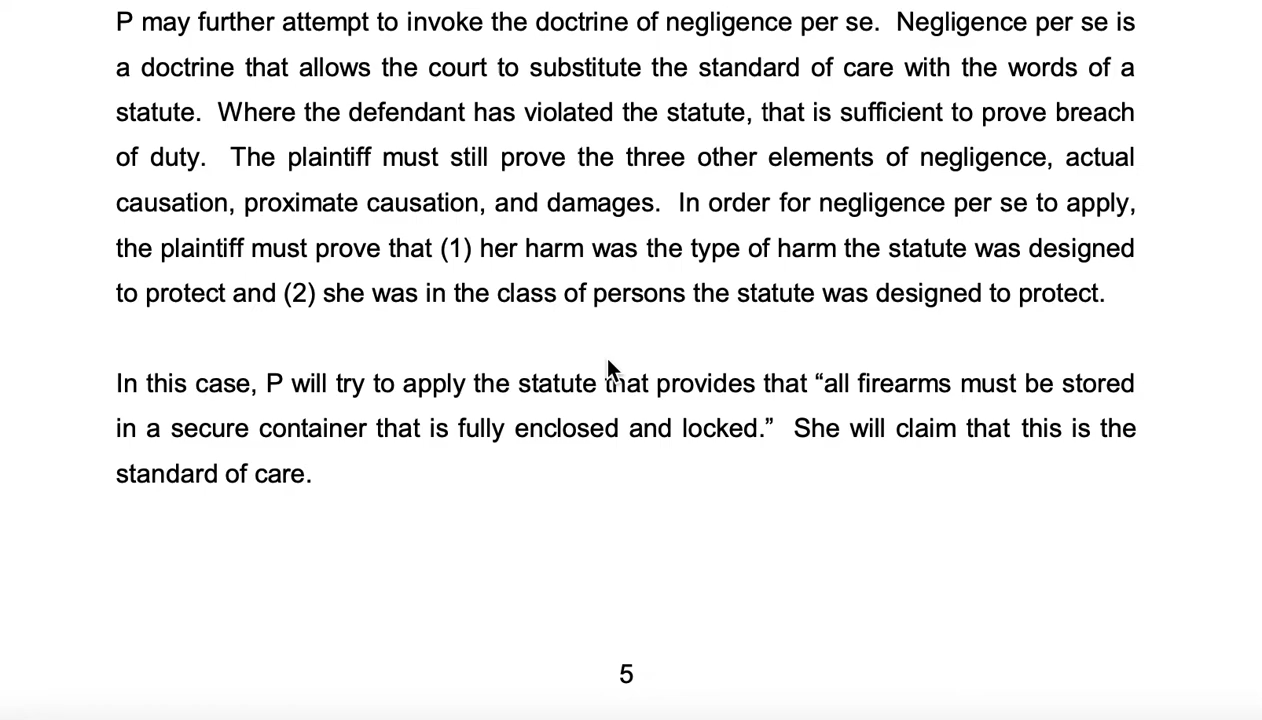 P may further attempt to invoke the doctrine of negligence per se.  Negligence per se is
a doctrine that allows the court to substitute the standard of care with the words of a
statute.  Where the defendant has violated the statute, that is sufficient to prove breach
of duty.  The plaintiff must still prove the three other elements of negligence, actual
causation, proximate causation, and damages.  In order for negligence per se to apply,
the plaintiff must prove that (1) her harm was the type of harm the statute was designed
to protect and (2) she was in the class of persons the statute was designed to protect.
In this case, P will try to apply the statute that provides that “all firearms must be stored
in a secure container that is fully enclosed and locked.”  She will claim that this is the
standard of care.
5